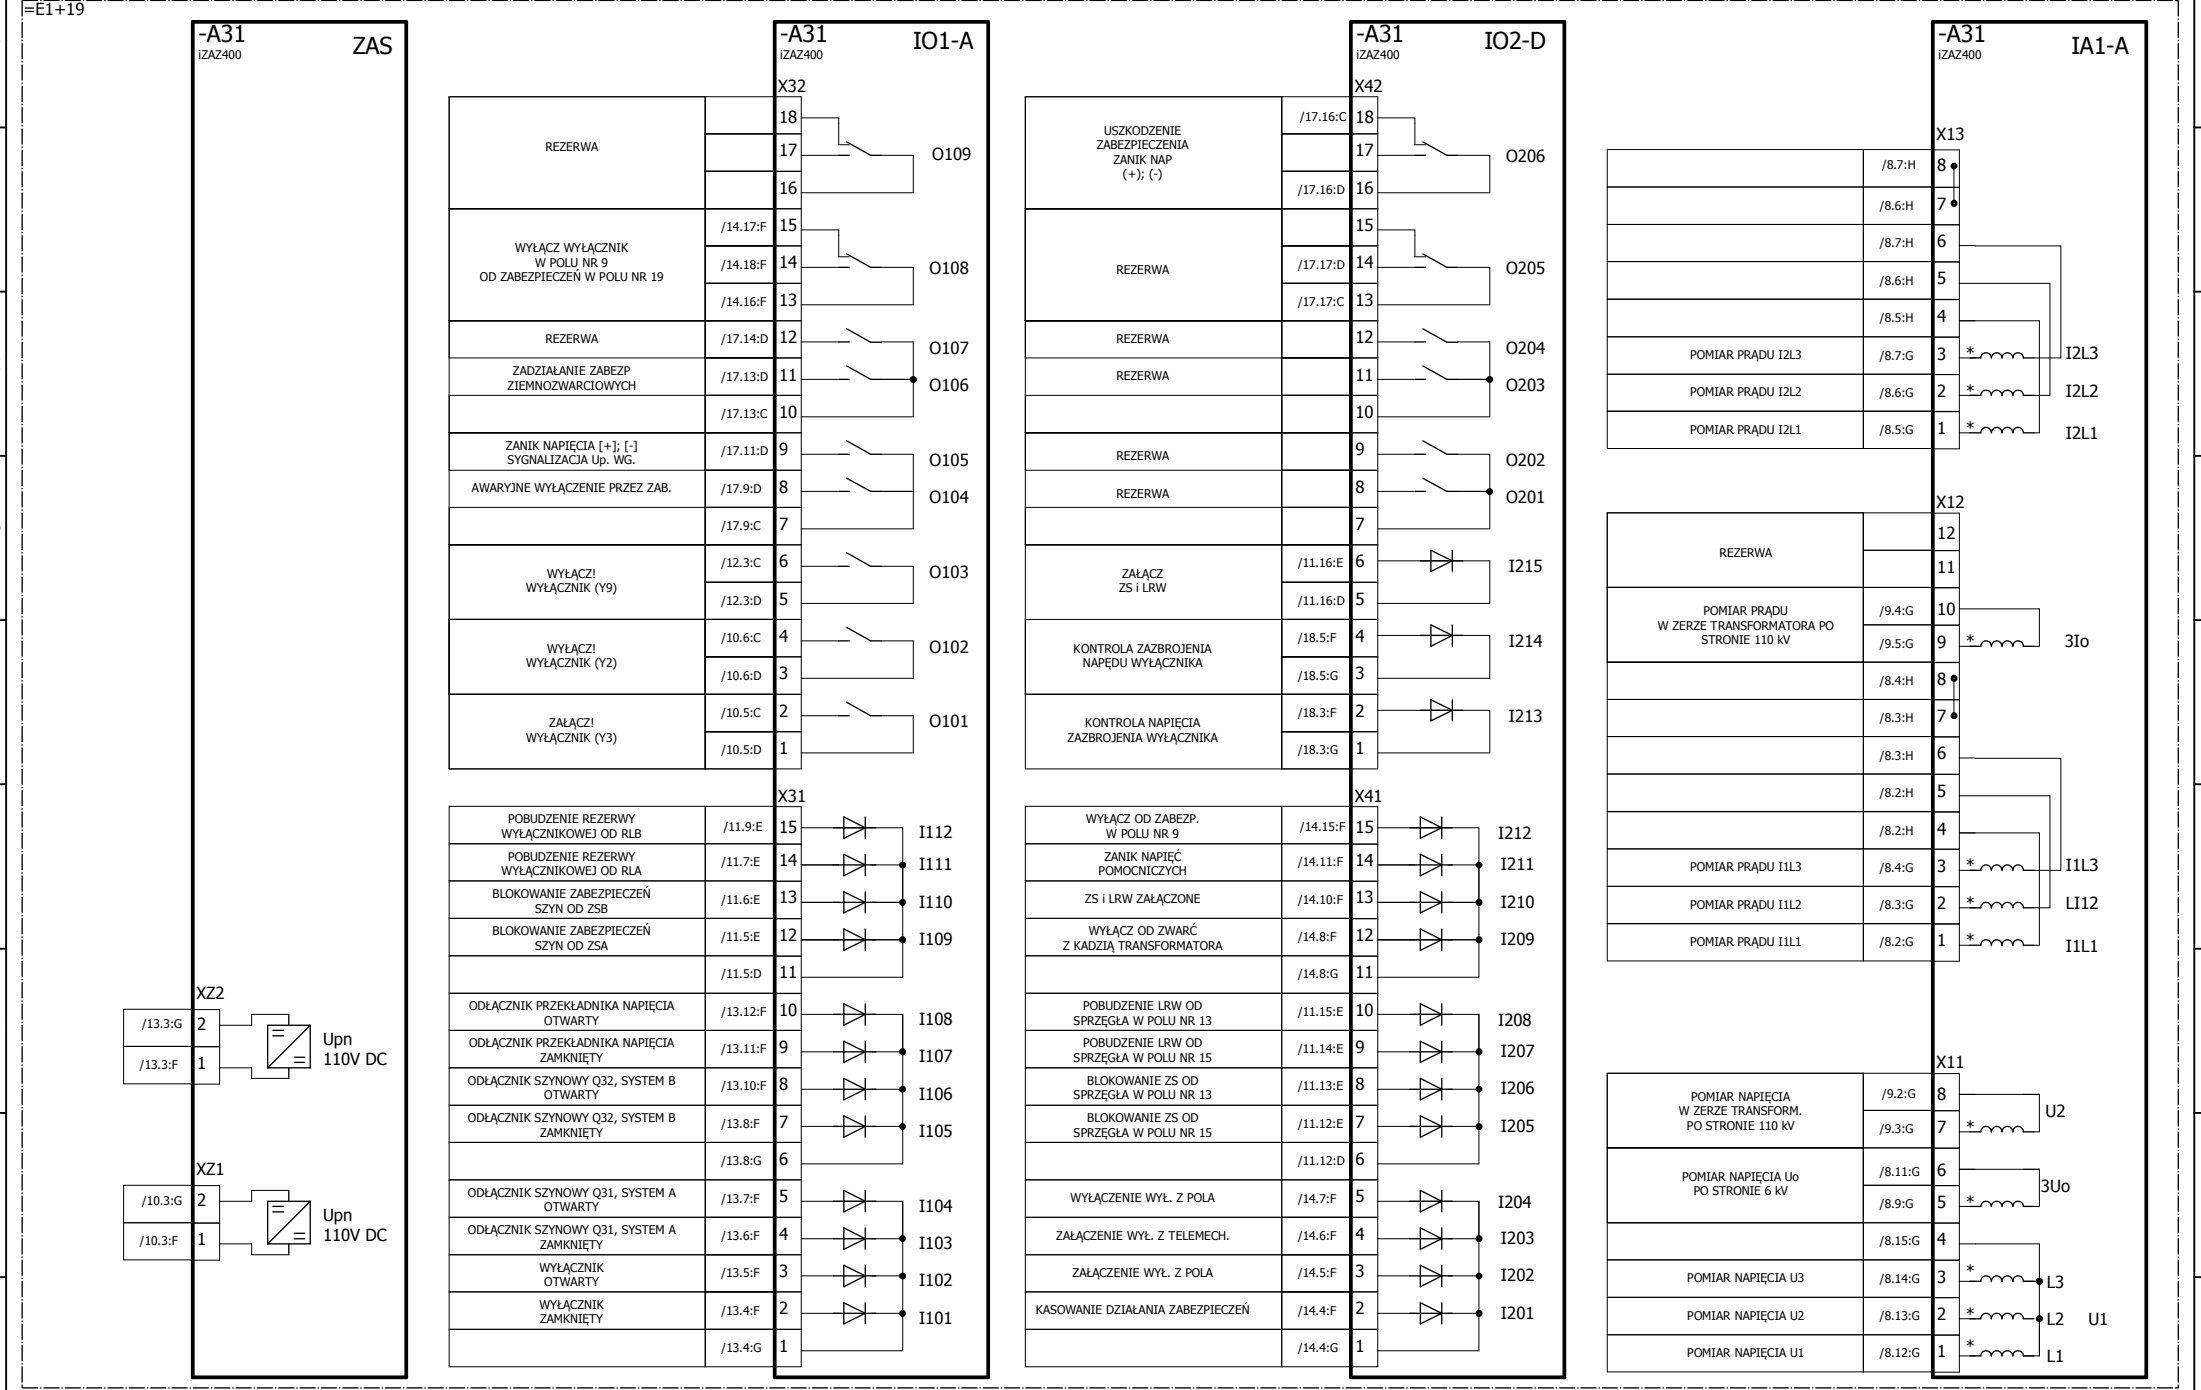 =E1+19
-A31
iZAZ400
ZAS
XZ2
/13.3:G
2
/13.3:F
1
Upn
110V DC
XZ1
/10.3:G
2
/10.3:F
1
Upn
110V DC
-A31
iZAZ400
IO1-A
X32
REZERWA
18
17
16
O109
WYŁĄCZ WYŁĄCZNIK
W POLU NR 9
OD ZABEZPIECZEŃ W POLU NR 19
/14.17:F 15
/14.18:F 14
/14.16:F 13
O108
REZERWA /17.14:D 12 O107
ZADZIAŁANIE ZABEZP
ZIEMNOZWARCIOWYCH
/17.13:D 11 O106
/17.13:C 10
ZANIK NAPIĘCIA [+]; [-]
SYGNALIZACJA Up. WG.
/17.11:D 9 O105
AWARYJNE WYŁĄCZENIE PRZEZ ZAB. /17.9:D 8 O104
/17.9:C 7
WYŁĄCZ!
WYŁĄCZNIK (Y9)
/12.3:C 6
/12.3:D 5
O103
WYŁĄCZ!
WYŁĄCZNIK (Y2)
/10.6:C 4
/10.6:D 3
O102
ZAŁĄCZ!
WYŁĄCZNIK (Y3)
/10.5:C 2
/10.5:D 1
O101
X31
POBUDZENIE REZERWY
WYŁĄCZNIKOWEJ OD RLB
/11.9:E 15 I112
POBUDZENIE REZERWY
WYŁĄCZNIKOWEJ OD RLA
/11.7:E 14 I111
BLOKOWANIE ZABEZPIECZEŃ
SZYN OD ZSB
/11.6:E 13 I110
BLOKOWANIE ZABEZPIECZEŃ
SZYN OD ZSA
/11.5:E 12 I109
/11.5:D 11
ODŁĄCZNIK PRZEKŁADNIKA NAPIĘCIA
OTWARTY
/13.12:F 10 I108
ODŁĄCZNIK PRZEKŁADNIKA NAPIĘCIA
ZAMKNIĘTY
/13.11:F 9 I107
ODŁĄCZNIK SZYNOWY Q32, SYSTEM B
OTWARTY
/13.10:F 8 I106
ODŁĄCZNIK SZYNOWY Q32, SYSTEM B
ZAMKNIĘTY
/13.8:F 7 I105
/13.8:G 6
ODŁĄCZNIK SZYNOWY Q31, SYSTEM A
OTWARTY
/13.7:F 5 I104
ODŁĄCZNIK SZYNOWY Q31, SYSTEM A
ZAMKNIĘTY
/13.6:F 4 I103
WYŁĄCZNIK
OTWARTY
/13.5:F 3 I102
WYŁĄCZNIK
ZAMKNIĘTY
/13.4:F 2 I101
/13.4:G 1
-A31
iZAZ400
IO2-D
X42
USZKODZENIE
ZABEZPIECZENIA
ZANIK NAP
(+); (-)
/17.16:C 18
17
/17.16:D 16
O206
REZERWA
15
/17.17:D 14
/17.17:C 13
O205
REZERWA 12 O204
REZERWA 11 O203
10
REZERWA 9 O202
REZERWA 8 O201
7
ZAŁĄCZ
ZS i LRW
/11.16:E 6
/11.16:D 5
I215
KONTROLA ZAZBROJENIA
NAPĘDU WYŁĄCZNIKA
/18.5:F 4
/18.5:G 3
I214
KONTROLA NAPIĘCIA
ZAZBROJENIA WYŁĄCZNIKA
/18.3:F 2
/18.3:G 1
I213
X41
WYŁĄCZ OD ZABEZP.
W POLU NR 9
/14.15:F 15 I212
ZANIK NAPIĘĆ
POMOCNICZYCH
/14.11:F 14 I211
ZS i LRW ZAŁĄCZONE /14.10:F 13 I210
WYŁĄCZ OD ZWARĆ
Z KADZIĄ TRANSFORMATORA
/14.8:F 12 I209
/14.8:G 11
POBUDZENIE LRW OD
SPRZĘGŁA W POLU NR 13
/11.15:E 10 I208
POBUDZENIE LRW OD
SPRZĘGŁA W POLU NR 15
/11.14:E 9 I207
BLOKOWANIE ZS OD
SPRZĘGŁA W POLU NR 13
/11.13:E 8 I206
BLOKOWANIE ZS OD
SPRZĘGŁA W POLU NR 15
/11.12:E 7 I205
/11.12:D 6
WYŁĄCZENIE WYŁ. Z POLA /14.7:F 5 I204
ZAŁĄCZENIE WYŁ. Z TELEMECH. /14.6:F 4 I203
ZAŁĄCZENIE WYŁ. Z POLA /14.5:F 3 I202
KASOWANIE DZIAŁANIA ZABEZPIECZEŃ /14.4:F 2 I201
/14.4:G 1
-A31
iZAZ400
IA1-A
X13
/8.7:H 8
/8.6:H 7
/8.7:H 6
/8.6:H 5
/8.5:H 4
POMIAR PRĄDU I2L3 /8.7:G 3 * I2L3
POMIAR PRĄDU I2L2 /8.6:G 2 * I2L2
POMIAR PRĄDU I2L1 /8.5:G 1 * I2L1
X12
REZERWA
12
11
POMIAR PRĄDU
W ZERZE TRANSFORMATORA PO
STRONIE 110 kV
/9.4:G 10
/9.5:G 9 *
3Io
/8.4:H 8
/8.3:H 7
/8.3:H 6
/8.2:H 5
/8.2:H 4
POMIAR PRĄDU I1L3 /8.4:G 3 * I1L3
POMIAR PRĄDU I1L2 /8.3:G 2 * LI12
POMIAR PRĄDU I1L1 /8.2:G 1 * I1L1
X11
POMIAR NAPIĘCIA
W ZERZE TRANSFORM.
PO STRONIE 110 kV
/9.2:G 8
/9.3:G 7 *
U2
POMIAR NAPIĘCIA Uo
PO STRONIE 6 kV
/8.11:G 6
/8.9:G 5 *
3Uo
/8.15:G 4
POMIAR NAPIĘCIA U3 /8.14:G 3 * L3
POMIAR NAPIĘCIA U2 /8.13:G 2 * L2 U1
POMIAR NAPIĘCIA U1 /8.12:G 1 * L1